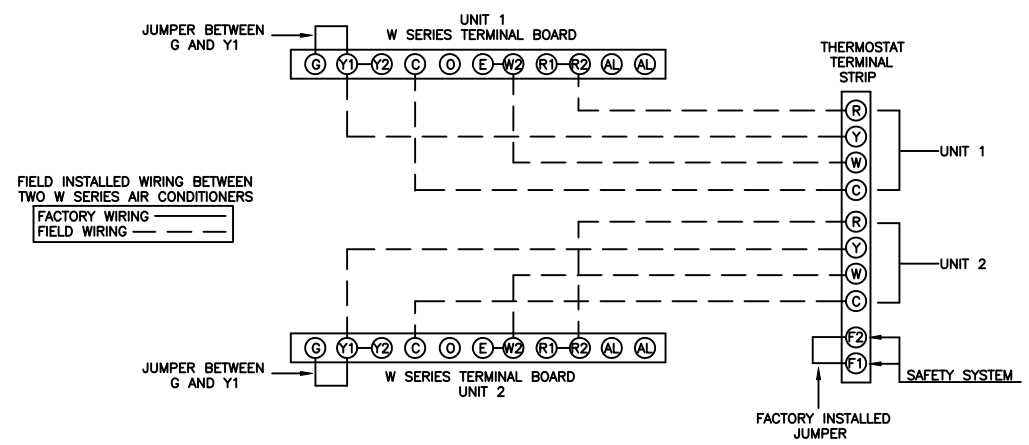 UNIT 1
W SERIES TERMINAL BOARD
JUMPER BETWEEN
G AND Y1
G Y1 Y2 C O E W2 R1 R2 AL AL
THERMOSTAT
TERMINAL
STRIP
R
Y
W
C
UNIT 1
FIELD INSTALLED WIRING BETWEEN
TWO W SERIES AIR CONDITIONERS
FACTORY WIRING
FIELD WIRING
R
Y
W
C
UNIT 2
G Y1 Y2 C O E W2 R1 R2 AL AL
JUMPER BETWEEN
G AND Y1
W SERIES TERMINAL BOARD
UNIT 2
F2
F1
SAFETY SYSTEM
FACTORY INSTALLED
JUMPER